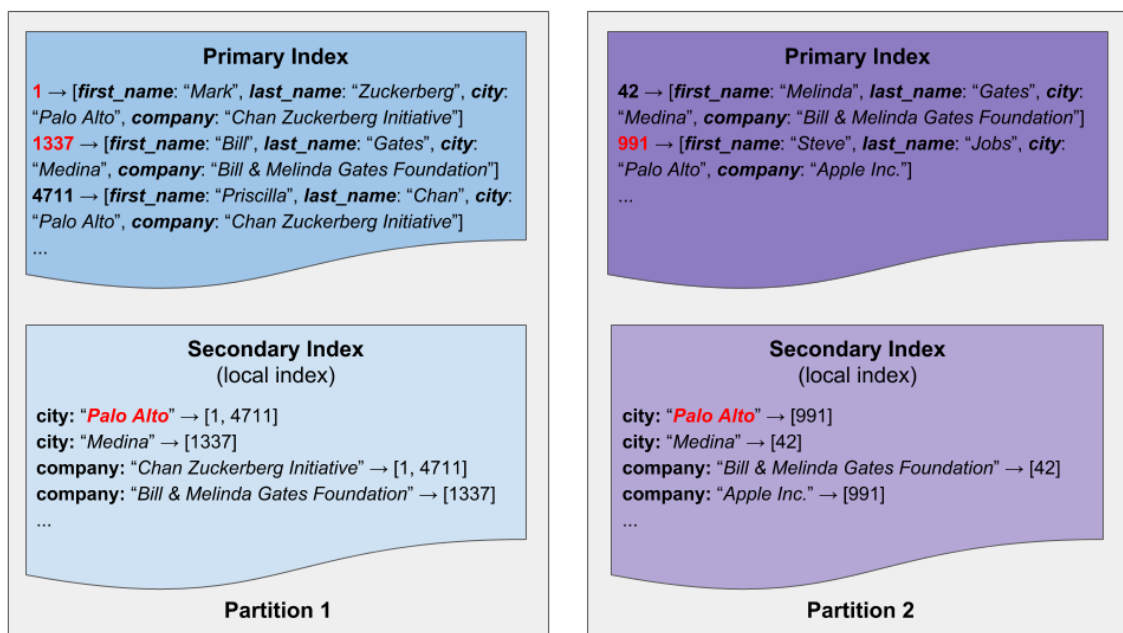 Primary Index
1 → [first_name: “Mark”, last_name: “Zuckerberg”, city:
“Palo Alto”, company: “Chan Zuckerberg Initiative”]
1337 → [first_name: “Bill”, last_name: “Gates”, city:
“Medina”, company: “Bill & Melinda Gates Foundation”]
4711 → [first_name: “Priscilla”, last_name: “Chan”, city:
“Palo Alto”, company: “Chan Zuckerberg Initiative”]
...
Secondary Index
(local index)
city: “Palo Alto” → [1, 4711]
city: “Medina” → [1337]
company: “Chan Zuckerberg Initiative” → [1, 4711]
company: “Bill & Melinda Gates Foundation” → [1337]
...
Partition 1
Primary Index
42 → [first_name: “Melinda”, last_name: “Gates”, city:
“Medina”, company: “Bill & Melinda Gates Foundation”]
991 → [first_name: “Steve”, last_name: “Jobs”, city:
“Palo Alto”, company: “Apple Inc.”]
...
Secondary Index
(local index)
city: “Palo Alto” → [991]
city: “Medina” → [42]
company: “Bill & Melinda Gates Foundation” → [42]
company: “Apple Inc.” → [991]
...
Partition 2